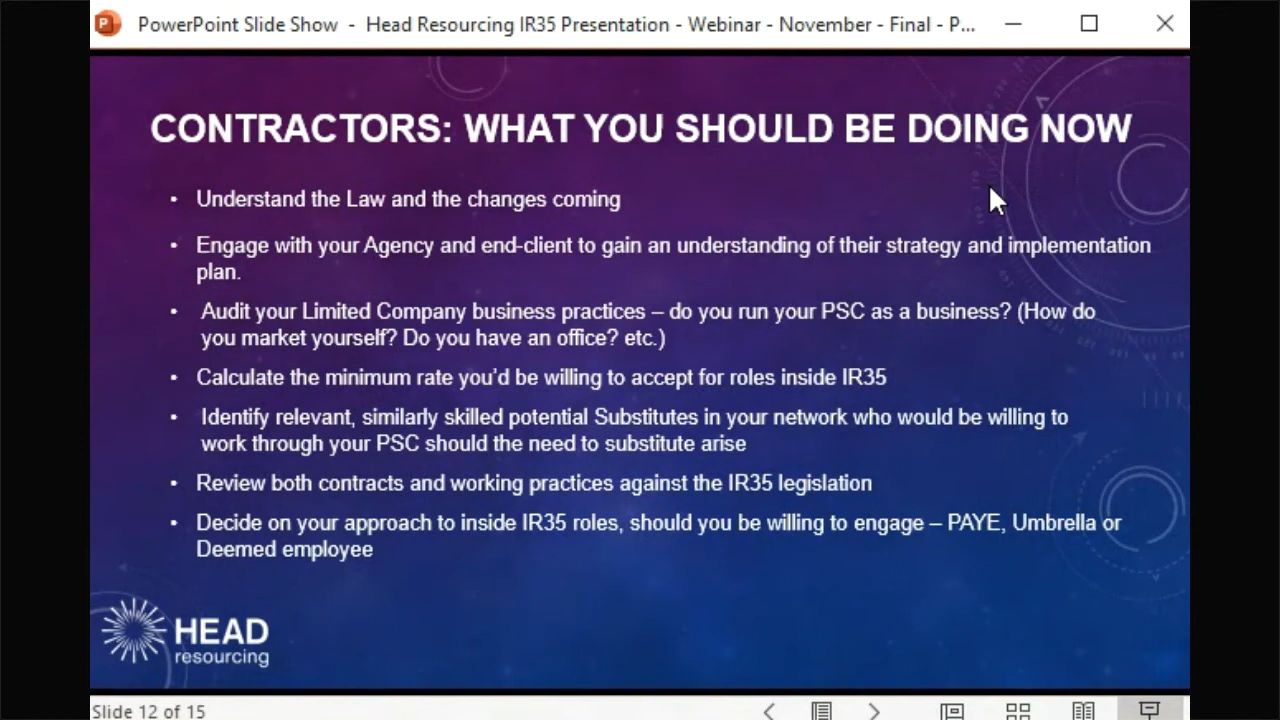 PowerPoint Slide Show - Head Resourcing IR35 Presentation - Webinar - November - Final - P...
CONTRACTORS: WHAT YOU SHOULD BE DOING NOW
• Understand the Law and the changes coming
• Engage with your Agency and end-client to gain an understanding of their strategy and implementation
plan.
• Audit your Limited Company business practices – do you run your PSC as a business? (How do
you market yourself? Do you have an office? etc.)
• Calculate the minimum rate you'd be willing to accept for roles inside IR35
• Identify relevant, similarly skilled potential Substitutes in your network who would be willing to
work through your PSC should the need to substitute arise
• Review both contracts and working practices against the IR35 legislation
• Decide on your approach to inside IR35 roles, should you be willing to engage – PAYE, Umbrella or
Deemed employee
HEAD
resourcing
Slide 12 of 15